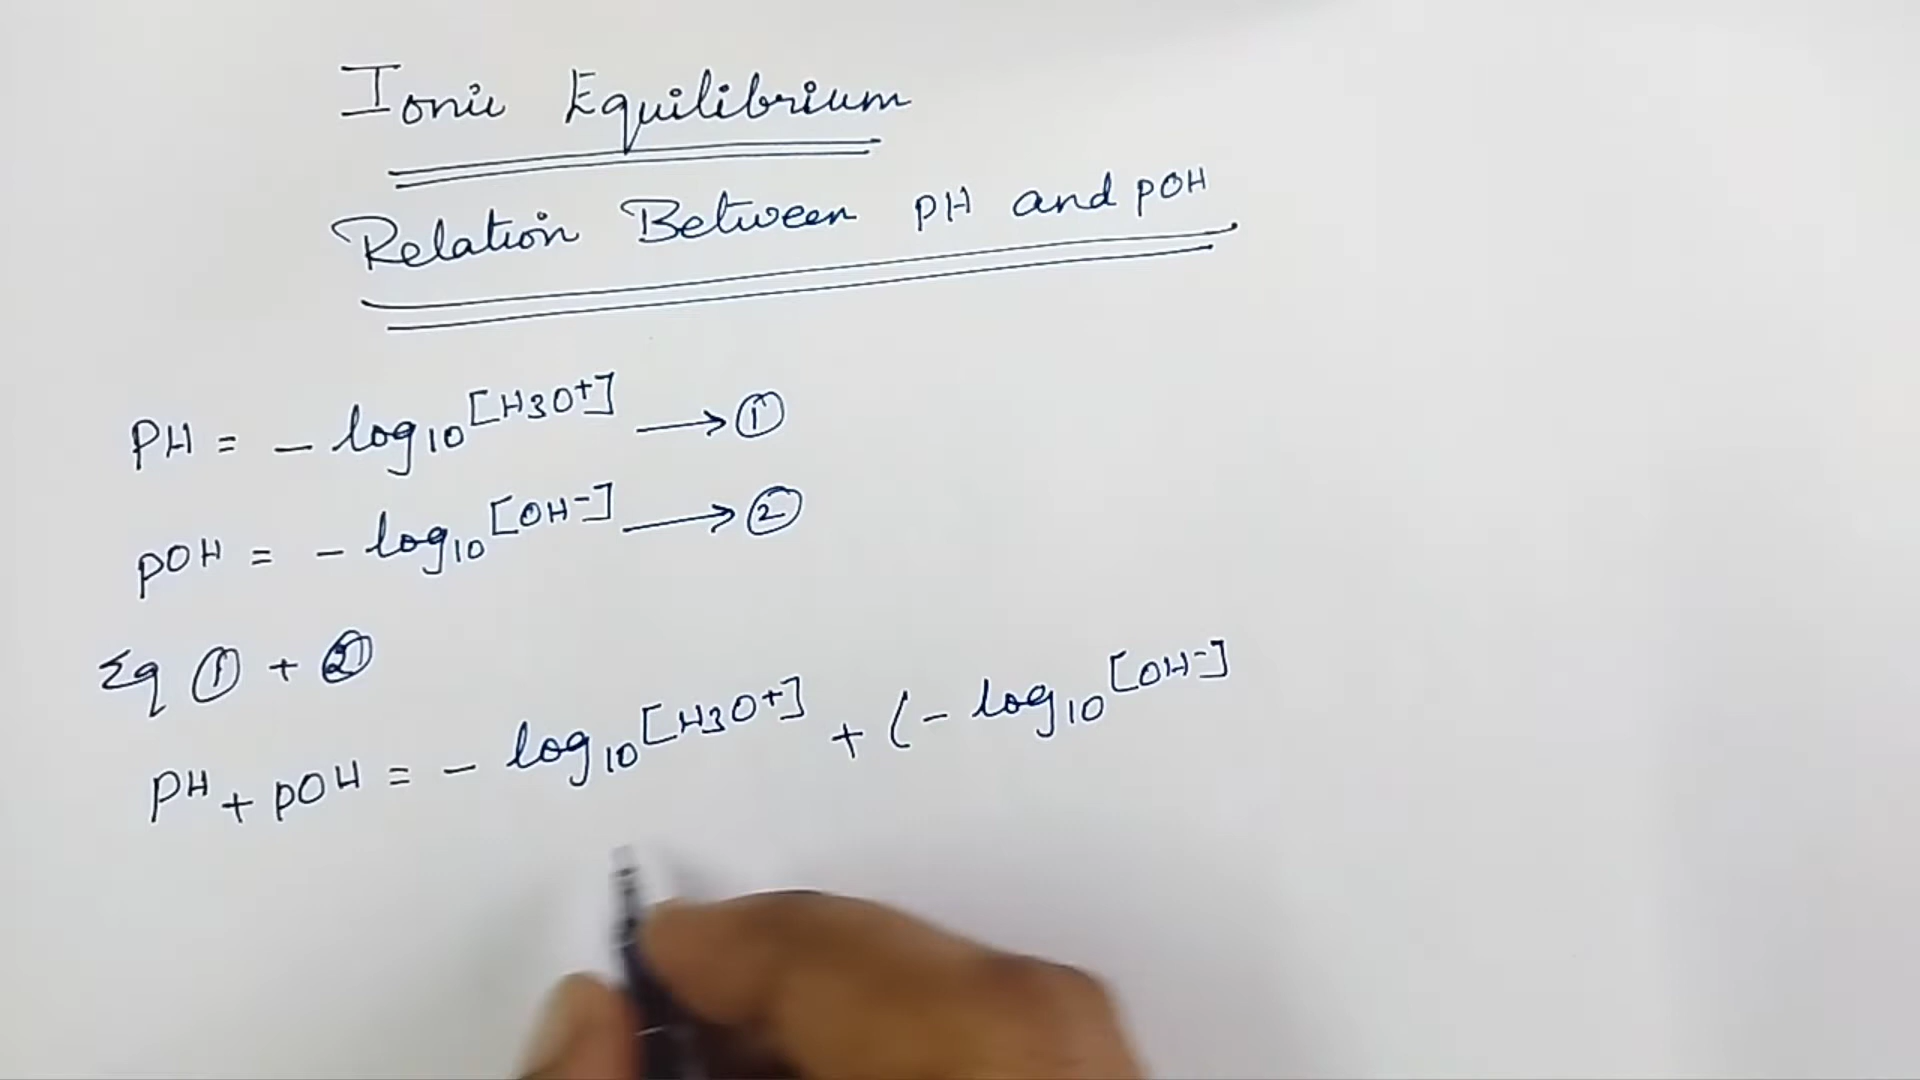 Ionic Equilibrium
Relation Between pH and pOH
PH = - log10[H3O+] → ①
pOH = - log10[OH-] → ②
Eq ① + ②
PH + pOH = - log10[H3O+] + (- log10[OH-]